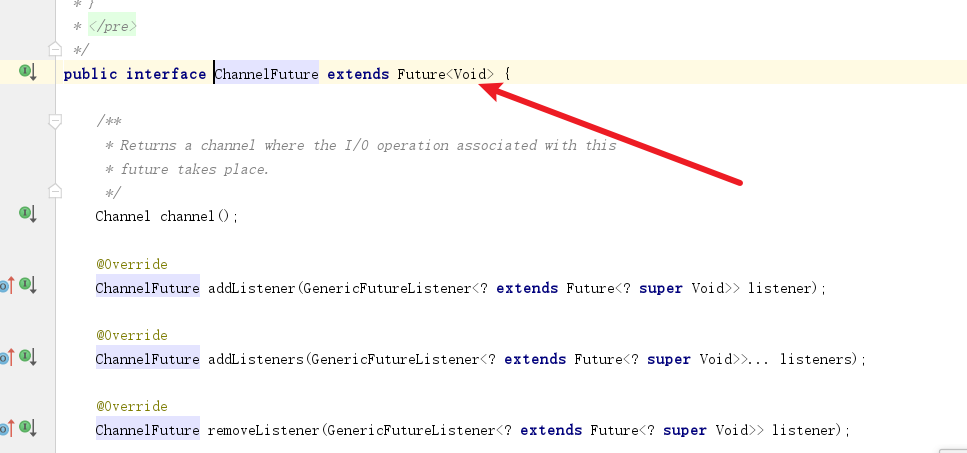 * }
* </pre>
*/
public interface ChannelFuture extends Future<Void> {
/**
* Returns a channel where the I/O operation associated with this
* future takes place.
*/
Channel channel();
@Override
ChannelFuture addListener(GenericFutureListener<? extends Future<? super Void>> listener);
@Override
ChannelFuture addListeners(GenericFutureListener<? extends Future<? super Void>>... listeners);
@Override
ChannelFuture removeListener(GenericFutureListener<? extends Future<? super Void>> listener);